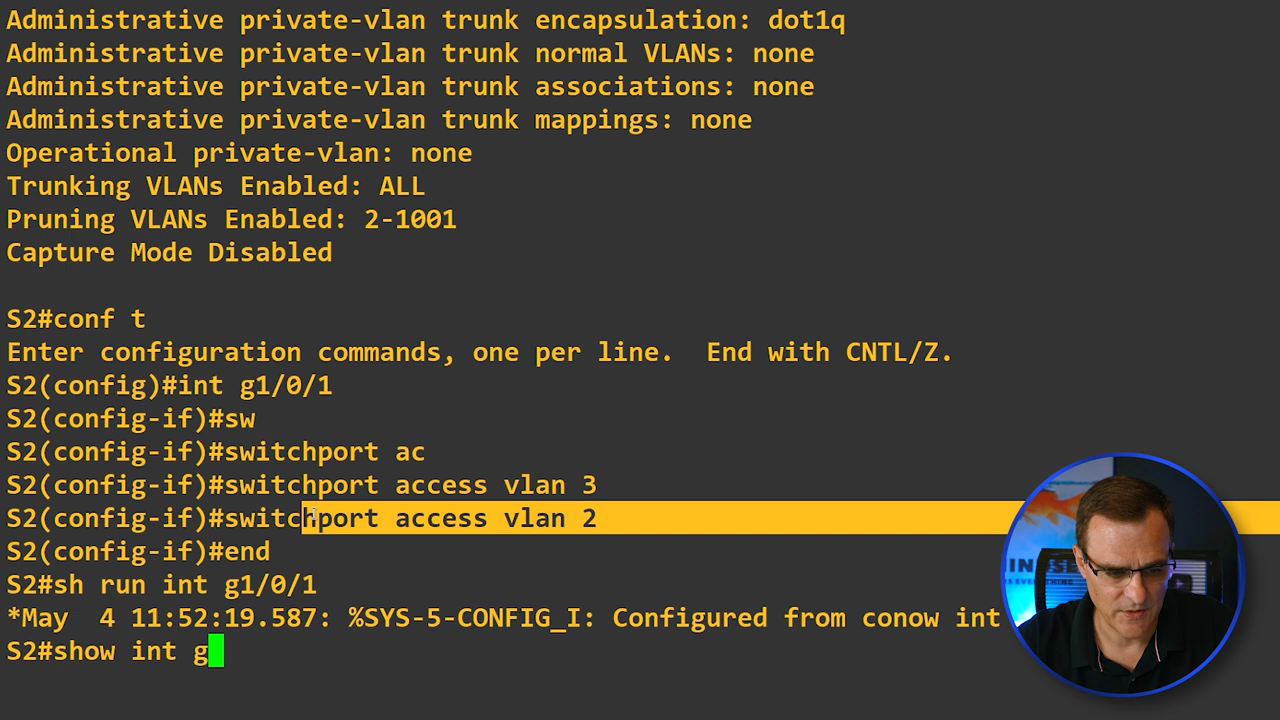 Administrative private-vlan trunk encapsulation: dot1q
Administrative private-vlan trunk normal VLANs: none
Administrative private-vlan trunk associations: none
Administrative private-vlan trunk mappings: none
Operational private-vlan: none
Trunking VLANs Enabled: ALL
Pruning VLANs Enabled: 2-1001
Capture Mode Disabled
S2#conf t
Enter configuration commands, one per line.  End with CNTL/Z.
S2(config)#int g1/0/1
S2(config-if)#sw
S2(config-if)#switchport ac
S2(config-if)#switchport access vlan 3
S2(config-if)#switchport access vlan 2
S2(config-if)#end
S2#sh run int g1/0/1
*May  4 11:52:19.587: %SYS-5-CONFIG_I: Configured from conow int
S2#show int g